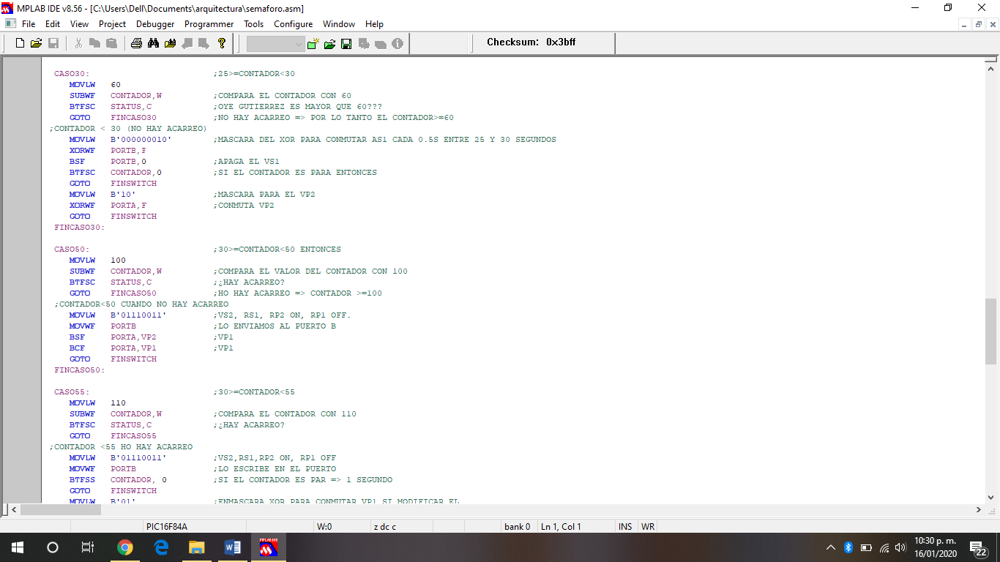 MPLAB IDE v8.56 - [C:\Users\Dell\Documents\arquitectura\semaforo.asm]
File Edit View Project Debugger Programmer Tools Configure Window Help
Checksum: 0x3bff
CASO30: ;25>=CONTADOR<30
MOVLW 60
SUBWF CONTADOR,W ;COMPARA EL CONTADOR CON 60
BTFSC STATUS,C ;OYE GUTIERREZ ES MAYOR QUE 60???
GOTO FINCASO30 ;NO HAY ACARREO => POR LO TANTO EL CONTADOR>=60
;CONTADOR < 30 (NO HAY ACARREO)
MOVLW B'000000010' ;MASCARA DEL XOR PARA CONMUTAR AS1 CADA 0.5S ENTRE 25 Y 30 SEGUNDOS
XORWF PORTB,F
BSF PORTB,0 ;APAGA EL VS1
BTFSC CONTADOR,0 ;SI EL CONTADOR ES PARA ENTONCES
GOTO FINSWITCH
MOVLW B'10' ;MASCARA PARA EL VP2
XORWF PORTA,F ;CONMUTA VP2
GOTO FINSWITCH
FINCASO30:
CASO50: ;30>=CONTADOR<50 ENTONCES
MOVLW 100
SUBWF CONTADOR,W ;COMPARA EL VALOR DEL CONTADOR CON 100
BTFSC STATUS,C ;¿HAY ACARREO?
GOTO FINCASO50 ;HO HAY ACARREO => CONTADOR >=100
;CONTADOR<50 CUANDO NO HAY ACARREO
MOVLW B'01110011' ;VS2, RS1, RP2 ON, RP1 OFF.
MOVWF PORTB ;LO ENVIAMOS AL PUERTO B
BSF PORTA,VP2 ;VP1
BCF PORTA,VP1 ;VP1
GOTO FINSWITCH
FINCASO50:
CASO55: ;30>=CONTADOR<55
MOVLW 110
SUBWF CONTADOR,W ;COMPARA EL CONTADOR CON 110
BTFSC STATUS,C ;¿HAY ACARREO?
GOTO FINCASO55
;CONTADOR <55 HO HAY ACARREO
MOVLW B'01110011' ;VS2,RS1,RP2 ON, RP1 OFF
MOVWF PORTB ;LO ESCRIBE EN EL PUERTO
BTFSS CONTADOR, 0 ;SI EL CONTADOR ES PAR => 1 SEGUNDO
GOTO FINSWITCH
MOVLW B'01' ;ENMASCARA XOR PARA CONMUTAR VP1 SI MODIFICAR EL
PIC16F84A W:0 z dc c bank 0 Ln 1, Col 1 INS WR
10:30 p. m.
16/01/2020
22